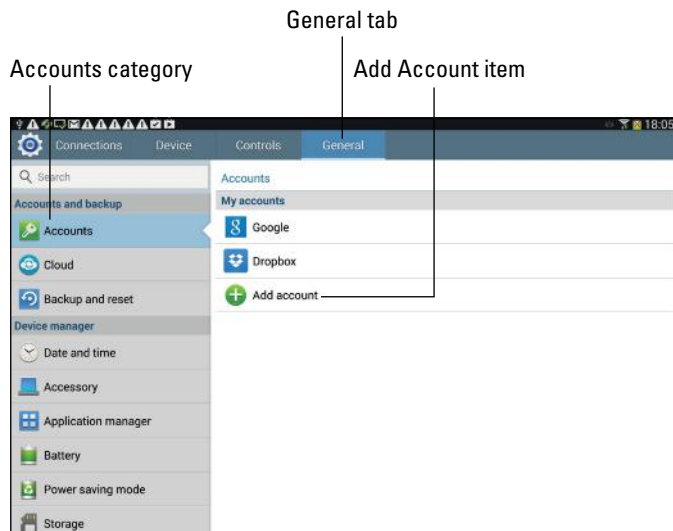 General tab
Accounts category
Add Account item
18:05
Connections
Device
Controls
General
Search
Accounts and backup
Accounts
Cloud
Backup and reset
Device manager
Date and time
Accessory
Application manager
Battery
Power saving mode
Storage
Accounts
My accounts
8 Google
Dropbox
Add account